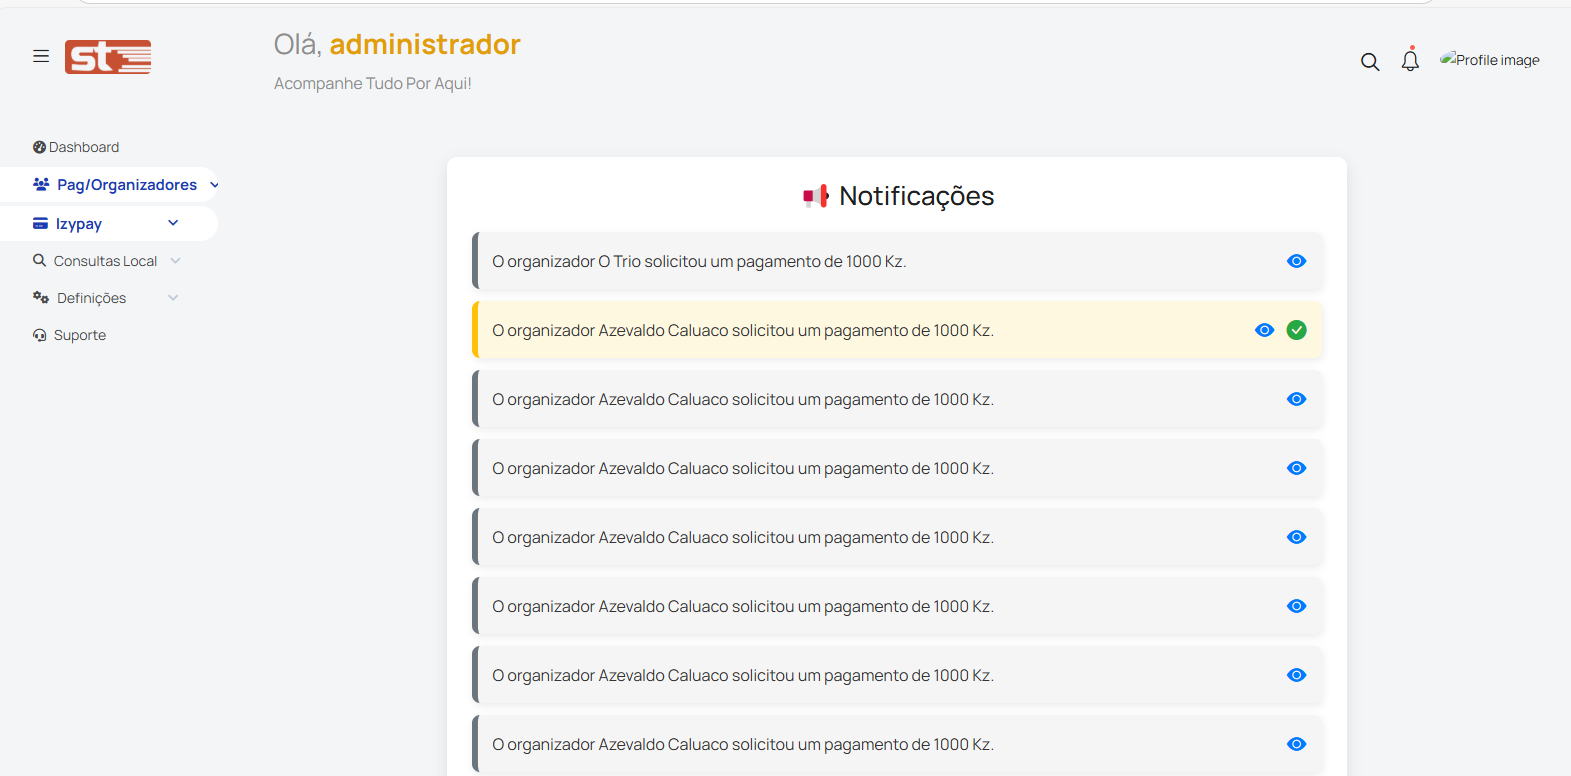 st
Olá, administrador
Acompanhe Tudo Por Aqui!
Profile image
Dashboard
Pag/Organizadores
Izypay
Consultas Local
Definições
Suporte
Notificações
O organizador O Trio solicitou um pagamento de 1000 Kz.
O organizador Azevaldo Caluaco solicitou um pagamento de 1000 Kz.
O organizador Azevaldo Caluaco solicitou um pagamento de 1000 Kz.
O organizador Azevaldo Caluaco solicitou um pagamento de 1000 Kz.
O organizador Azevaldo Caluaco solicitou um pagamento de 1000 Kz.
O organizador Azevaldo Caluaco solicitou um pagamento de 1000 Kz.
O organizador Azevaldo Caluaco solicitou um pagamento de 1000 Kz.
O organizador Azevaldo Caluaco solicitou um pagamento de 1000 Kz.